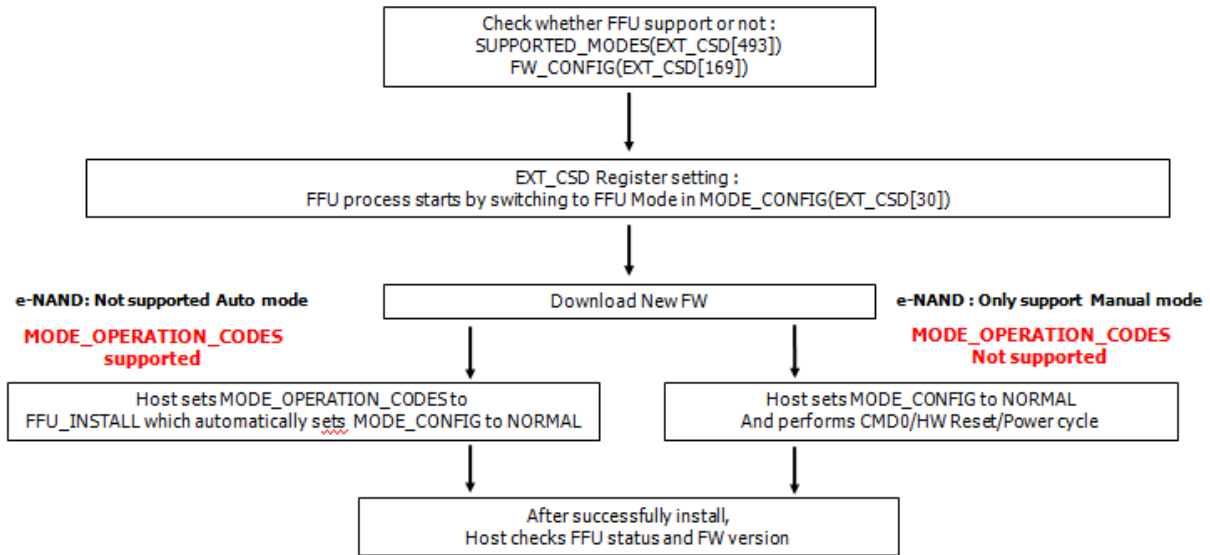 Check whether FFU support or not :
SUPPORTED_MODES(EXT_CSD[493])
FW_CONFIG(EXT_CSD[169])
EXT_CSD Register setting :
FFU process starts by switching to FFU Mode in MODE_CONFIG(EXT_CSD[30])
Download New FW
e-NAND: Not supported Auto mode
MODE_OPERATION_CODES
supported
e-NAND : Only support Manual mode
MODE_OPERATION_CODES
Not supported
Host sets MODE_OPERATION_CODES to
FFU_INSTALL which automatically sets MODE_CONFIG to NORMAL
Host sets MODE_CONFIG to NORMAL
And performs CMD0/HW Reset/Power cycle
After successfully install,
Host checks FFU status and FW version